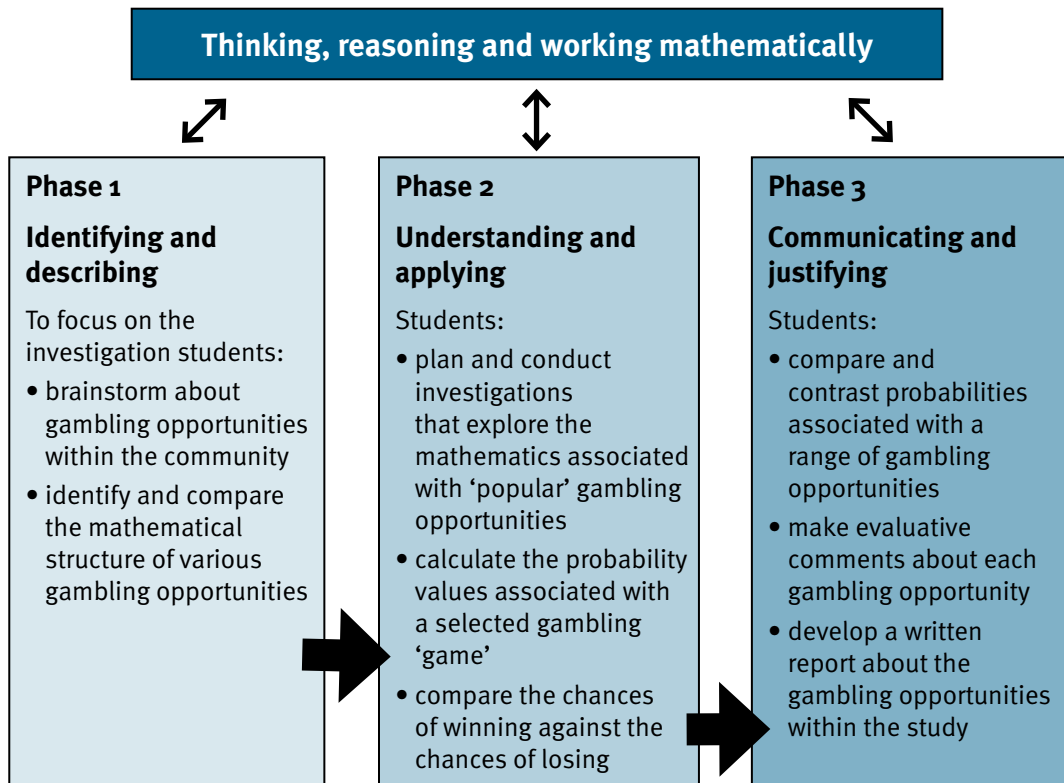 Thinking, reasoning and working mathematically
Phase 1
Identifying and
describing
To focus on the
investigation students:
• brainstorm about
gambling opportunities
within the community
• identify and compare
the mathematical
structure of various
gambling opportunities
Phase 2
Understanding and
applying
Students:
• plan and conduct
investigations
that explore the
mathematics associated
with ‘popular’ gambling
opportunities
• calculate the probability
values associated with
a selected gambling
‘game’
• compare the chances
of winning against the
chances of losing
Phase 3
Communicating and
justifying
Students:
• compare and
contrast probabilities
associated with a
range of gambling
opportunities
• make evaluative
comments about each
gambling opportunity
• develop a written
report about the
gambling opportunities
within the study